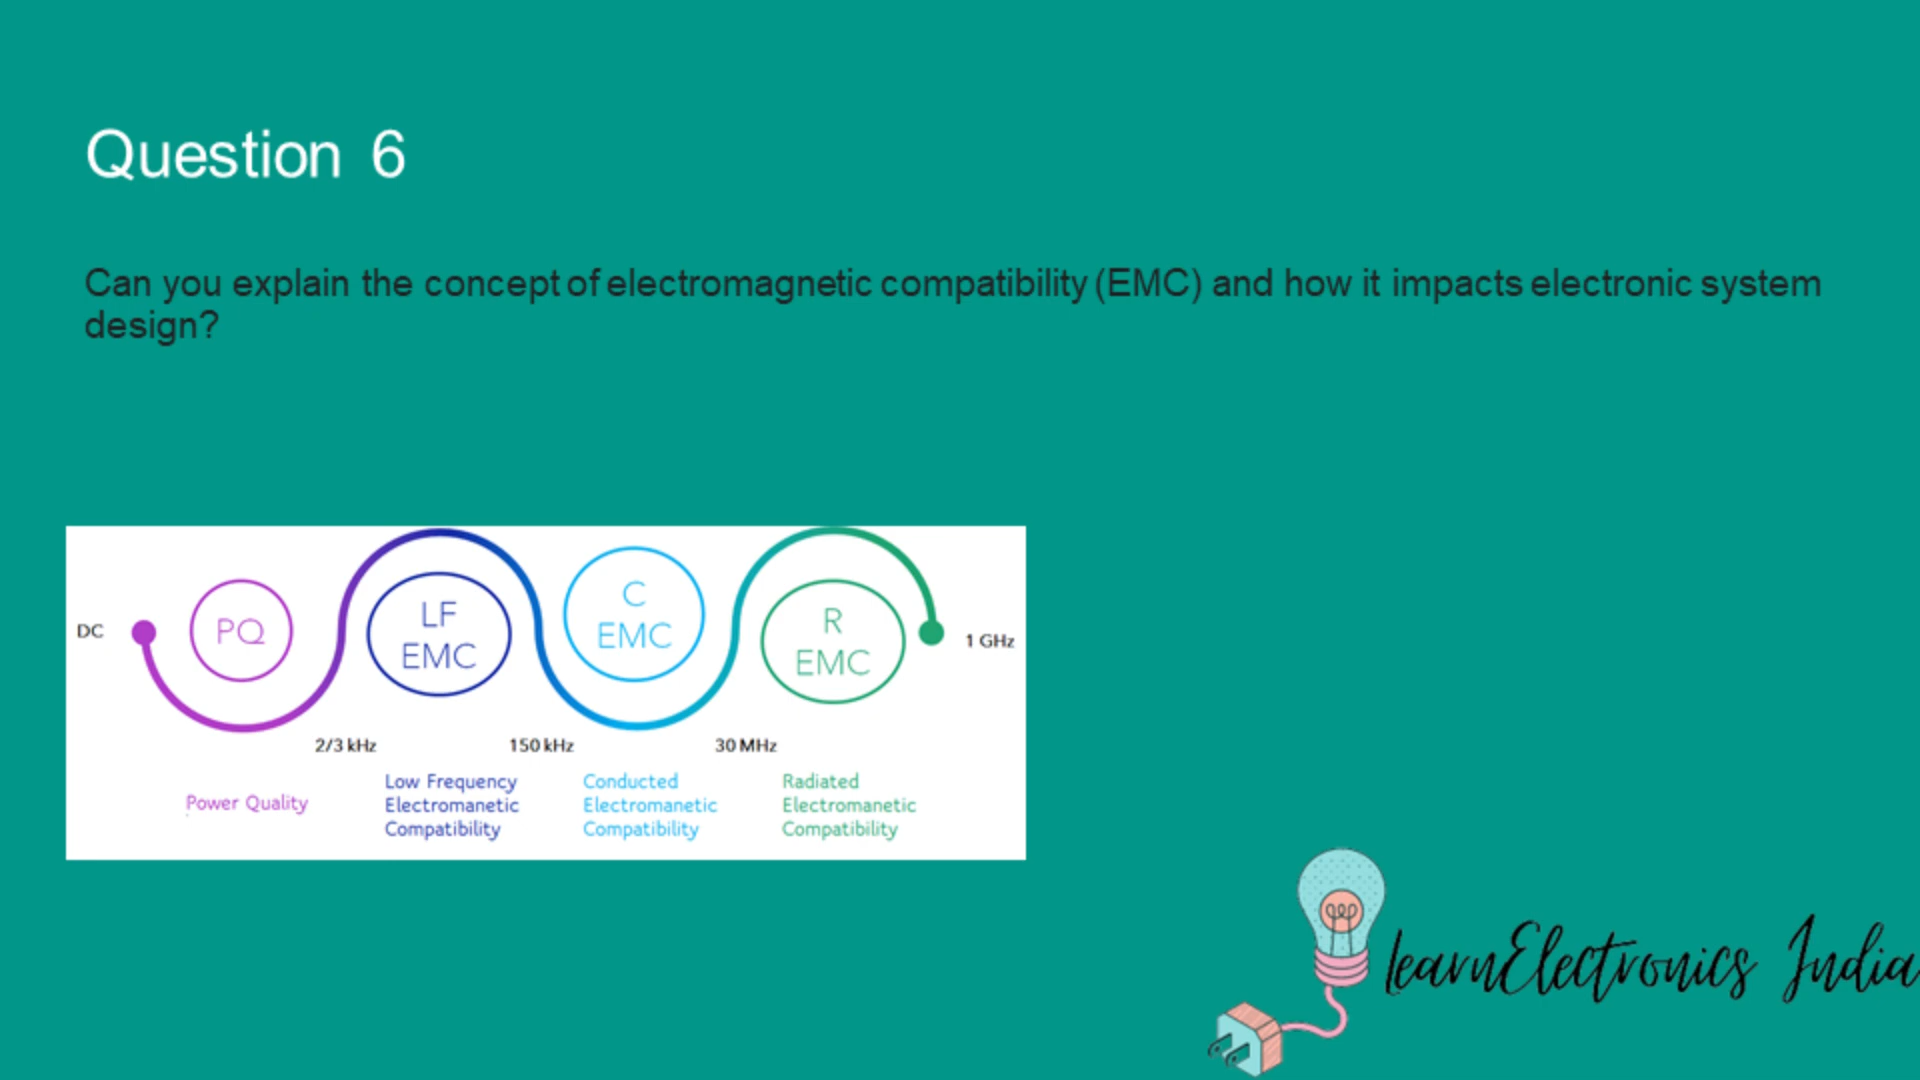 Question 6
Can you explain the concept of electromagnetic compatibility (EMC) and how it impacts electronic system
design?
DC
PQ
LF
EMC
C
EMC
R
EMC
1 GHz
2/3 kHz
150 kHz
30 MHz
Power Quality
Low Frequency
Electromanetic
Compatibility
Conducted
Electromanetic
Compatibility
Radiated
Electromanetic
Compatibility
learnElectronics India